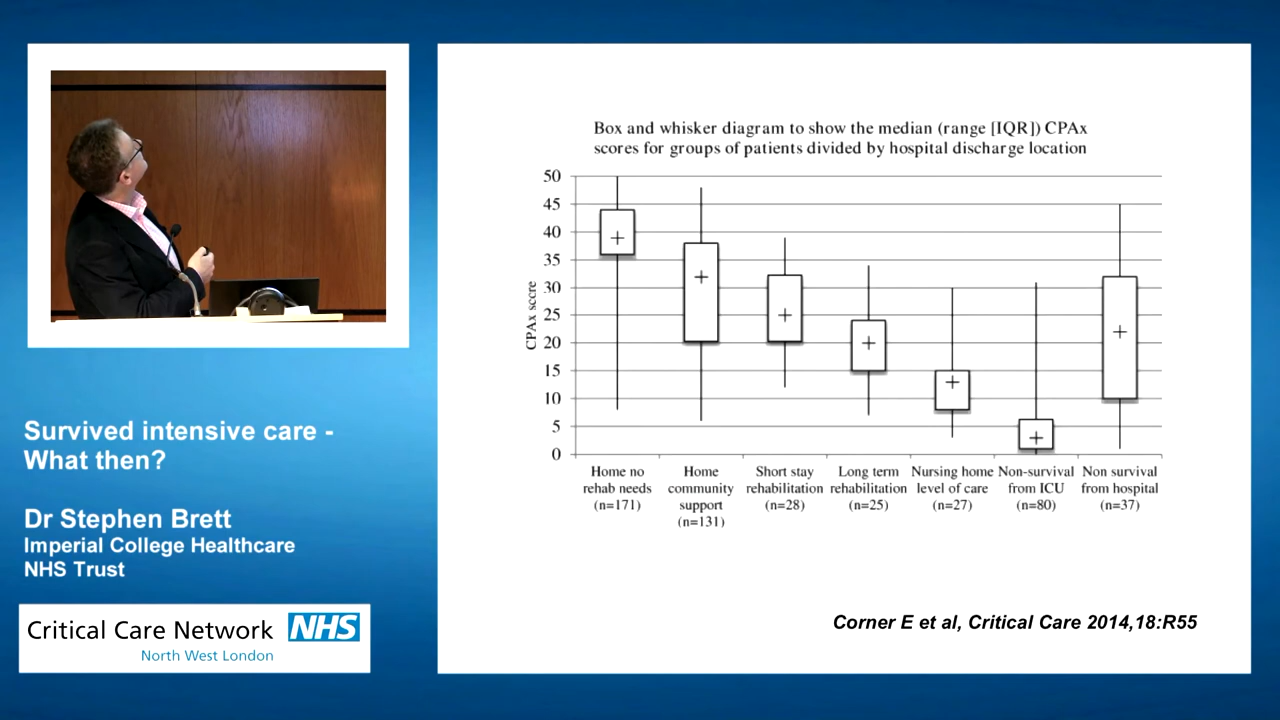 Survived intensive care -
What then?
Dr Stephen Brett
Imperial College Healthcare
NHS Trust
Critical Care Network NHS
North West London
Box and whisker diagram to show the median (range [IQR]) CPAx
scores for groups of patients divided by hospital discharge location
CPAx sccre
50
45
40
35
30
25
20
15
10
5
0
Home no
rehab needs
(n=171)
Home
community
support
(n=131)
Short stay
rehabilitation
(n=28)
Long term
rehabilitation
(n=25)
Nursing home
level of care
(n=27)
Non-survival
from ICU
(n=80)
Non survival
from hospital
(n=37)
Corner E et al, Critical Care 2014,18:R55